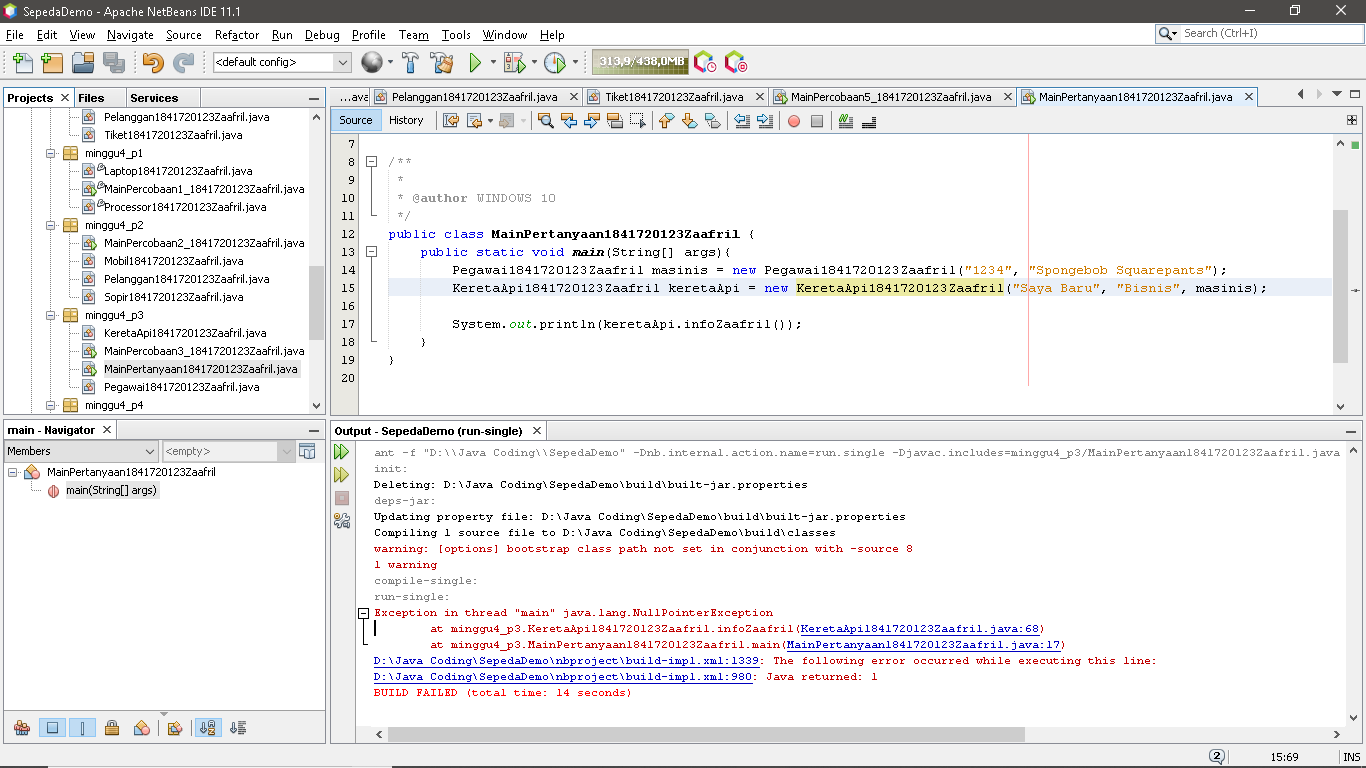 SepedaDemo - Apache NetBeans IDE 11.1
File Edit View Navigate Source Refactor Run Debug Profile Team Tools Window Help
Search (Ctrl+I)
<default config>
313,9/438,0MB
Projects Files Services
Pelanggan1841720123Zaafril.java
Tiket1841720123Zaafril.java
minggu4_p1
Laptop1841720123Zaafril.java
MainPercobaan1_1841720123Zaafril.java
Processor1841720123Zaafril.java
minggu4_p2
MainPercobaan2_1841720123Zaafril.java
Mobil1841720123Zaafril.java
Pelanggan1841720123Zaafril.java
Sopir1841720123Zaafril.java
minggu4_p3
KeretaApi1841720123Zaafril.java
MainPercobaan3_1841720123Zaafril.java
MainPertanyaan1841720123Zaafril.java
Pegawai1841720123Zaafril.java
minggu4_p4
main - Navigator
Members <empty>
MainPertanyaan1841720123Zaafril
main(String[] args)
...ava Pelanggan1841720123Zaafril.java Tiket1841720123Zaafril.java MainPercobaan5_1841720123Zaafril.java MainPertanyaan1841720123Zaafril.java
Source History
7
8 /**
9 *
10 * @author WINDOWS 10
11 */
12 public class MainPertanyaan1841720123Zaafril {
13 public static void main(String[] args){
14 Pegawai1841720123Zaafril masinis = new Pegawai1841720123Zaafril("1234", "Spongebob Squarepants");
15 KeretaApi1841720123Zaafril keretaApi = new KeretaApi1841720123Zaafril("Saya Baru", "Bisnis", masinis);
16
17 System.out.println(keretaApi.infoZaafril());
18 }
19 }
20
Output - SepedaDemo (run-single)
ant -f "D:\\Java Coding\\SepedaDemo" -Dnb.internal.action.name=run.single -Djavac.includes=minggu4_p3/MainPertanyaan1841720123Zaafril.java
init:
Deleting: D:\Java Coding\SepedaDemo\build\built-jar.properties
deps-jar:
Updating property file: D:\Java Coding\SepedaDemo\build\built-jar.properties
Compiling 1 source file to D:\Java Coding\SepedaDemo\build\classes
warning: [options] bootstrap class path not set in conjunction with -source 8
1 warning
compile-single:
run-single:
Exception in thread "main" java.lang.NullPointerException
at minggu4_p3.KeretaApi1841720123Zaafril.infoZaafril(KeretaApi1841720123Zaafril.java:68)
at minggu4_p3.MainPertanyaan1841720123Zaafril.main(MainPertanyaan1841720123Zaafril.java:17)
D:\Java Coding\SepedaDemo\nbproject\build-impl.xml:1339: The following error occurred while executing this line:
D:\Java Coding\SepedaDemo\nbproject\build-impl.xml:980: Java returned: 1
BUILD FAILED (total time: 14 seconds)
2 15:69 INS